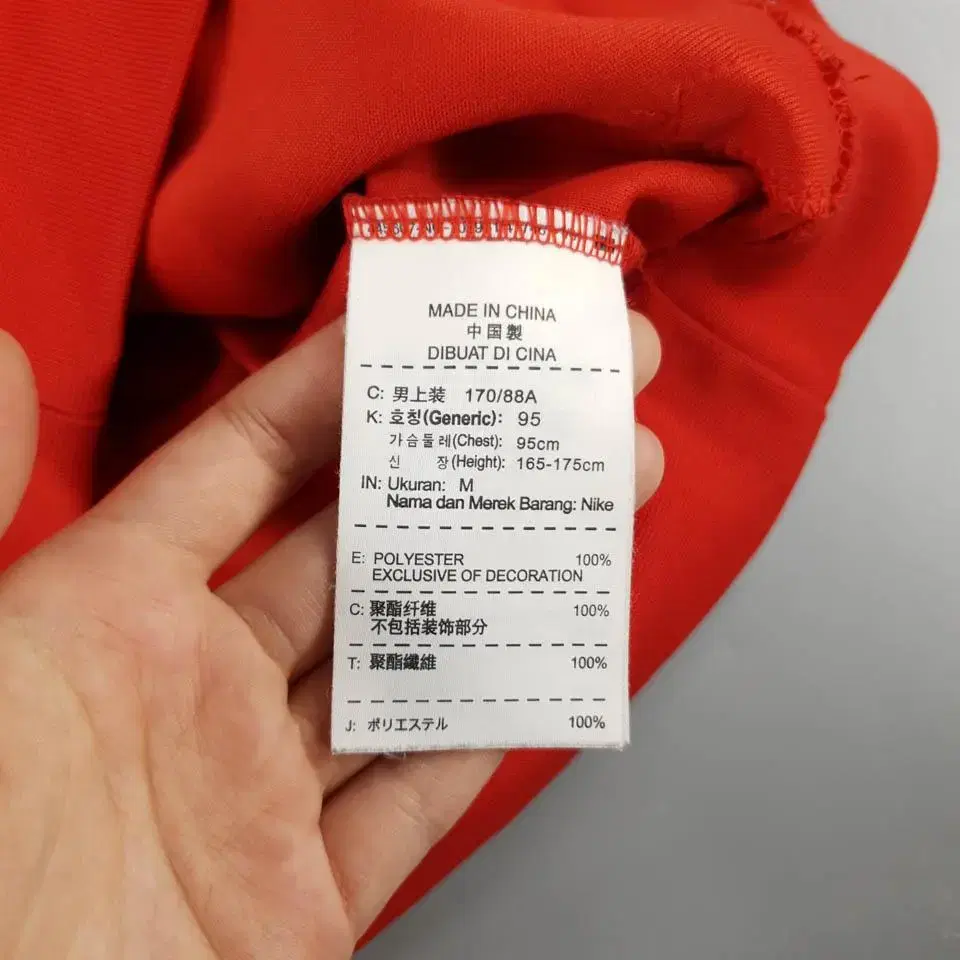 MADE IN CHINA
中国製
DIBUAT DI CINA
C: 男上装 170/88A
K: 호칭(Generic): 95
가슴둘레(Chest): 95cm
신 장(Height): 165-175cm
IN: Ukuran: M
Nama dan Merek Barang: Nike
E: POLYESTER 100%
EXCLUSIVE OF DECORATION
C: 聚酯纤维 100%
不包括装饰部分
T: 聚酯纖維 100%
J: ポリエステル 100%